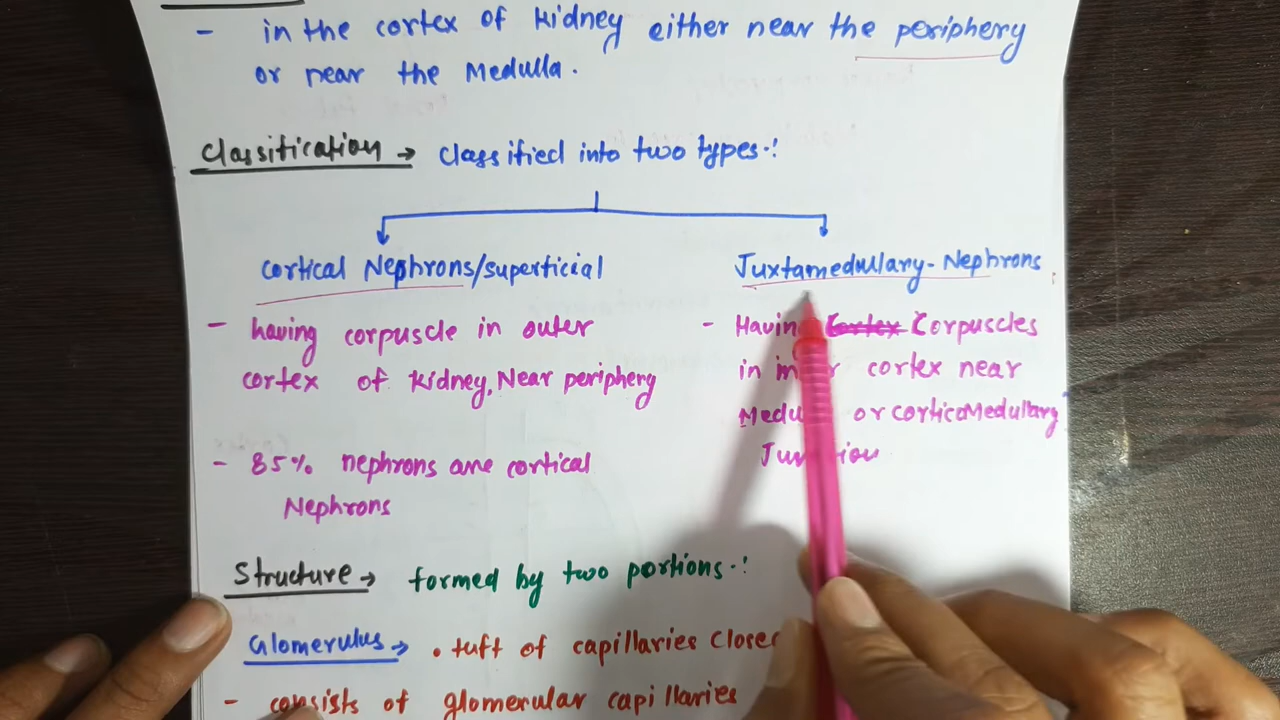 - in the cortex of kidney either near the periphery
or near the Medulla.
Classification → Classified into two types:
Cortical Nephrons/superficial
Juxtamedullary-Nephrons
- having corpuscle in outer
cortex of kidney, Near periphery
- 85% nephrons are cortical
Nephrons
- Having Cortex Corpuscles
in cortex near
or corticoMedullary
Structure → formed by two portions:
Glomerulus → • tuft of capillaries Closed
- consists of glomerular capillaries